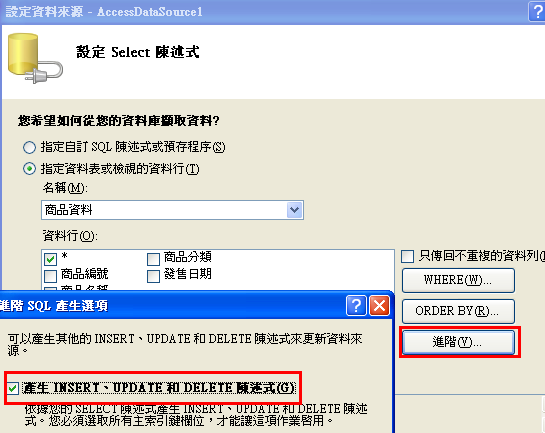 設定資料來源 - AccessDataSource1
設定 Select 陳述式
您希望如何從您的資料庫擷取資料?
指定自訂 SQL 陳述式或預存程序(S)
指定資料表或檢視的資料行(T)
名稱(M):
商品資料
資料行(O):
* 商品分類
商品編號 發售日期
商品名稱
只傳回不重複的資料列
WHERE(W)...
ORDER BY(R)...
進階(V)...
進階 SQL 產生選項
可以產生其他的 INSERT、UPDATE 和 DELETE 陳述式來更新資料來
源。
產生 INSERT、UPDATE 和 DELETE 陳述式(G)
依據您的 SELECT 陳述式產生 INSERT、UPDATE 和 DELETE 陳述
式。您必須選取所有主索引鍵欄位，才能讓這項作業啟用。